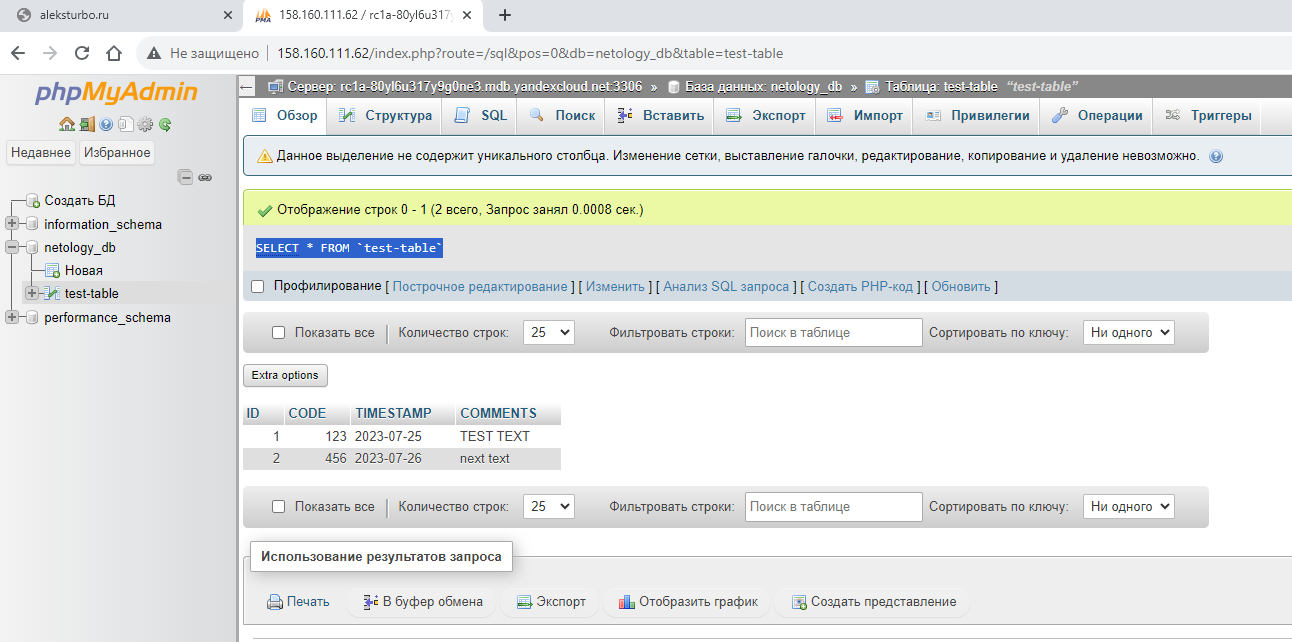 aleksturbo.ru
158.160.111.62 / rc1a-80yl6u317y
Не защищено
158.160.111.62/index.php?route=/sql&pos=0&db=netology_db&table=test-table
phpMyAdmin
Недавнее Избранное
Создать БД
information_schema
netology_db
Новая
test-table
performance_schema
Сервер: rc1a-80yl6u317y9g0ne3.mdb.yandexcloud.net:3306 » База данных: netology_db » Таблица: test-table "test-table"
Обзор Структура SQL Поиск Вставить Экспорт Импорт Привилегии Операции Триггеры
Данное выделение не содержит уникального столбца. Изменение сетки, выставление галочки, редактирование, копирование и удаление невозможно.
Отображение строк 0 - 1 (2 всего, Запрос занял 0.0008 сек.)
SELECT * FROM `test-table`
Профилирование [ Построчное редактирование ] [ Изменить ] [ Анализ SQL запроса ] [ Создать PHP-код ] [ Обновить ]
Показать все Количество строк: 25 Фильтровать строки: Поиск в таблице Сортировать по ключу: Ни одного
Extra options
ID CODE TIMESTAMP COMMENTS
1 123 2023-07-25 TEST TEXT
2 456 2023-07-26 next text
Показать все Количество строк: 25 Фильтровать строки: Поиск в таблице Сортировать по ключу: Ни одного
Использование результатов запроса
Печать В буфер обмена Экспорт Отобразить график Создать представление